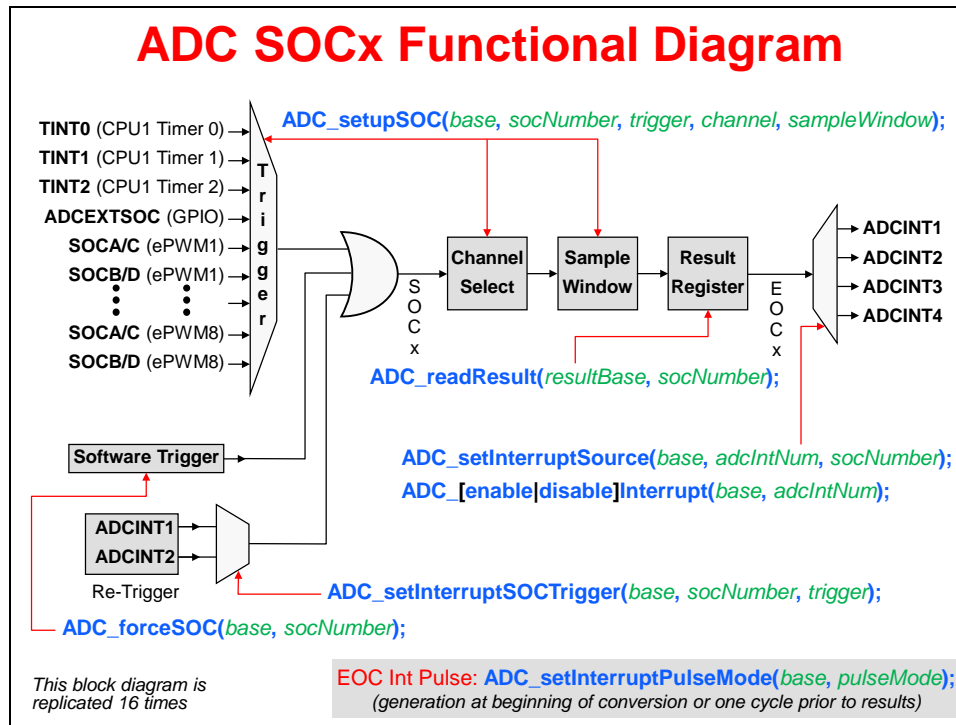 ADC SOCx Functional Diagram
ADC_setupSOC(base, socNumber, trigger, channel, sampleWindow);
TINT0 (CPU1 Timer 0)
TINT1 (CPU1 Timer 1)
TINT2 (CPU1 Timer 2)
ADCEXTSOC (GPIO)
SOCA/C (ePWM1)
SOCB/D (ePWM1)
SOCA/C (ePWM8)
SOCB/D (ePWM8)
Trigger
SOCx
Channel
Select
Sample
Window
Result
Register
EOCx
ADCINT1
ADCINT2
ADCINT3
ADCINT4
ADC_readResult(resultBase, socNumber);
Software Trigger
ADC_setInterruptSource(base, adcIntNum, socNumber);
ADC_[enable|disable]Interrupt(base, adcIntNum);
ADCINT1
ADCINT2
Re-Trigger
ADC_setInterruptSOCTrigger(base, socNumber, trigger);
ADC_forceSOC(base, socNumber);
This block diagram is
replicated 16 times
EOC Int Pulse: ADC_setInterruptPulseMode(base, pulseMode);
(generation at beginning of conversion or one cycle prior to results)